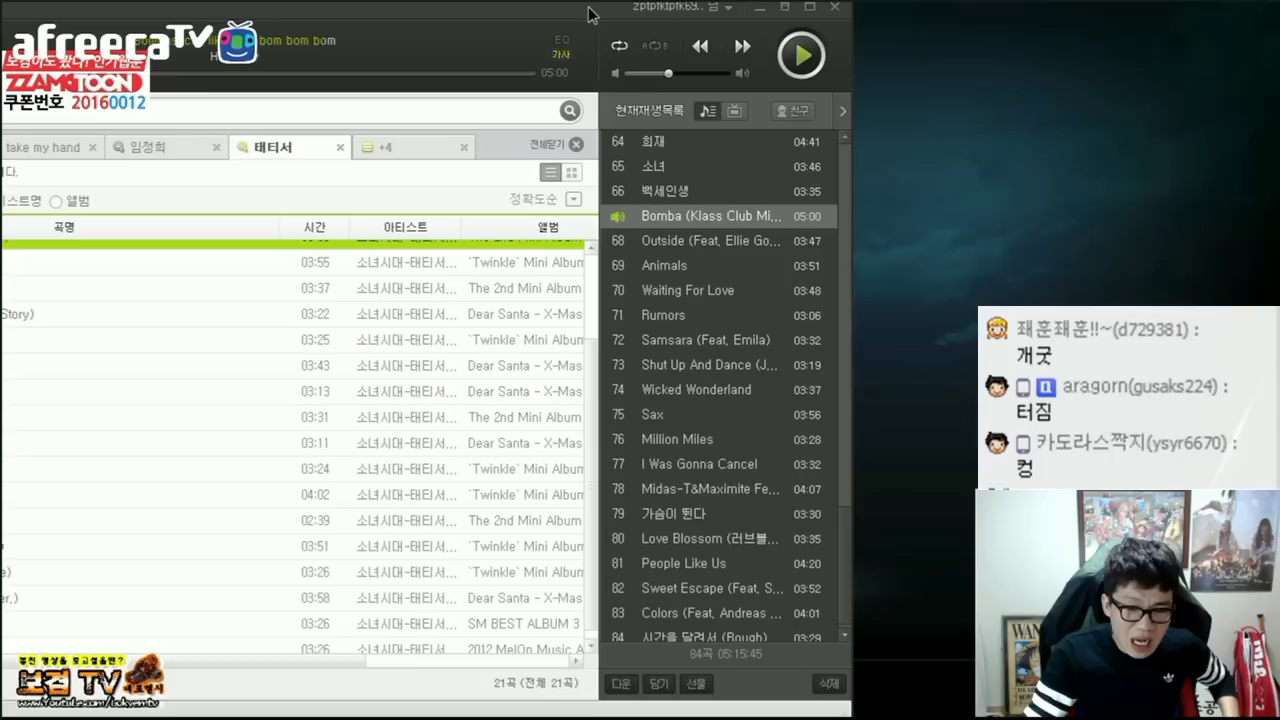 zptpfktpfk69.. 님
afreecaTV
bom bom bom
EQ
가사
05:00
ZZAMTOON
쿠폰번호 20160012
현재재생목록
친구
take my hand
임정희
태티서
+4
전체닫기
니다.
티스트명 앨범
정확도순
곡명 시간 아티스트 앨범
03:55 소녀시대-태티서... `Twinkle` Mini Album
03:37 소녀시대-태티서... The 2nd Mini Album
Story) 03:22 소녀시대-태티서... Dear Santa - X-Mas
03:25 소녀시대-태티서... `Twinkle` Mini Album
03:43 소녀시대-태티서... Dear Santa - X-Mas
03:13 소녀시대-태티서... Dear Santa - X-Mas
03:31 소녀시대-태티서... The 2nd Mini Album
03:11 소녀시대-태티서... Dear Santa - X-Mas
03:24 소녀시대-태티서... `Twinkle` Mini Album
04:02 소녀시대-태티서... `Twinkle` Mini Album
02:39 소녀시대-태티서... The 2nd Mini Album
03:51 소녀시대-태티서... `Twinkle` Mini Album
e) 03:26 소녀시대-태티서... `Twinkle` Mini Album
er.) 03:58 소녀시대-태티서... Dear Santa - X-Mas
03:26 소녀시대-태티서... SM BEST ALBUM 3
03:26 소녀시대-태티서... 2012 MelOn Music A
21곡 (전체 21곡)
64 희재 04:41
65 소녀 03:46
66 백세인생 03:35
Bomba (Klass Club Mi... 05:00
68 Outside (Feat. Ellie Go... 03:47
69 Animals 03:51
70 Waiting For Love 03:48
71 Rumors 03:06
72 Samsara (Feat. Emila) 03:32
73 Shut Up And Dance (J... 03:19
74 Wicked Wonderland 03:37
75 Sax 03:56
76 Million Miles 03:28
77 I Was Gonna Cancel 03:32
78 Midas-T&Maximite Fe... 04:07
79 가슴이 뛴다 03:30
80 Love Blossom (러브블... 03:35
81 People Like Us 04:20
82 Sweet Escape (Feat. S... 03:52
83 Colors (Feat. Andreas ... 04:01
84 시간을 달려서 (Rough) 03:29
84곡 05:15:45
다운 담기 선물 삭제
좨훈좨훈!!~(d729381) :
개굿
aragorn(gusaks224) :
터짐
카도라스짝지(ysyr6670) :
컹
보겸 TV
WAN